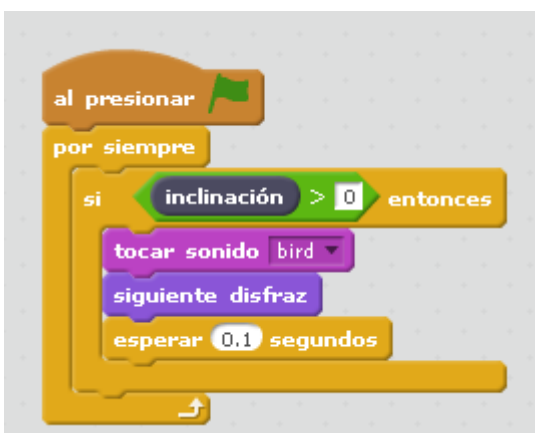 al presionar
por siempre
si inclinación > 0 entonces
tocar sonido bird
siguiente disfraz
esperar 0.1 segundos